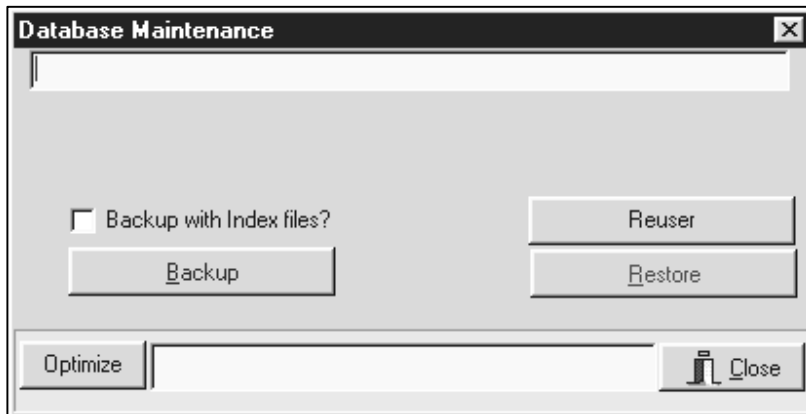 Database Maintenance
Backup with Index files?
Reuser
Backup
Restore
Optimize
Close